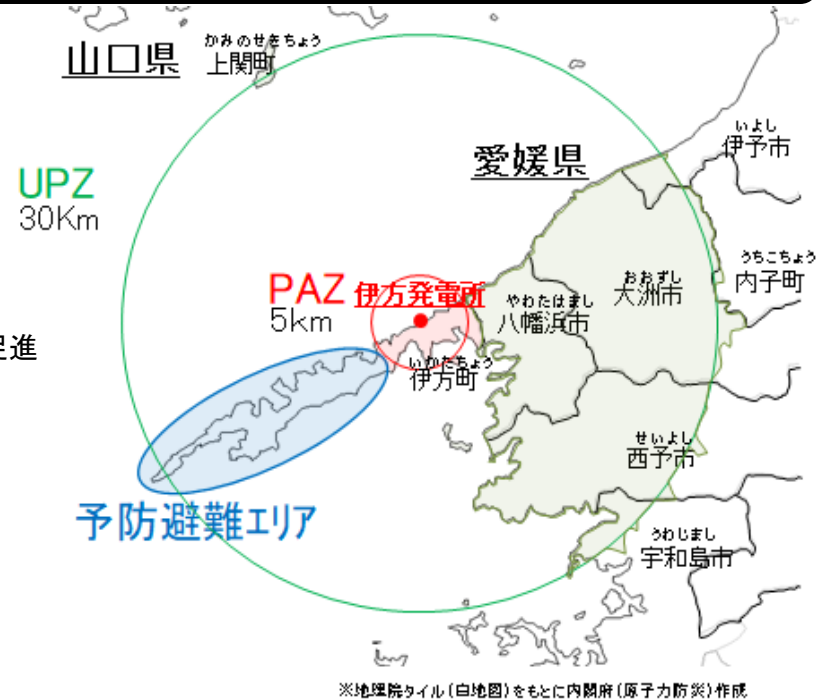 かみのせきちょう
山口県 上関町
いよし
伊予市
愛媛県
UPZ
30Km
うちこちょう
内子町
おおずし
大洲市
PAZ 伊方発電所
5km
やわたはまし
八幡浜市
促進
いかたちょう
伊方町
せいよし
西予市
予防避難エリア
うわじまし
宇和島市
※地理院タイル(白地図)をもとに内閣府(原子力防災)作成